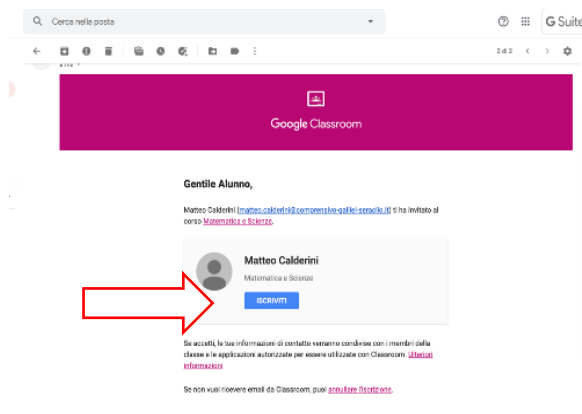 Cerca nella posta
G Suite
2 di 2
a me
Google Classroom
Gentile Alunno,
Matteo Calderini (matteo.calderini@comprensivo-galilei-seraolio.it) ti ha invitato al
corso Matematica e Scienze.
Matteo Calderini
Matematica e Scienze
ISCRIVITI
Se accetti, le tue informazioni di contatto verranno condivise con i membri della
classe e le applicazioni autorizzate per essere utilizzate con Classroom. Ulteriori
informazioni
Se non vuoi ricevere email da Classroom, puoi annullare l'iscrizione.